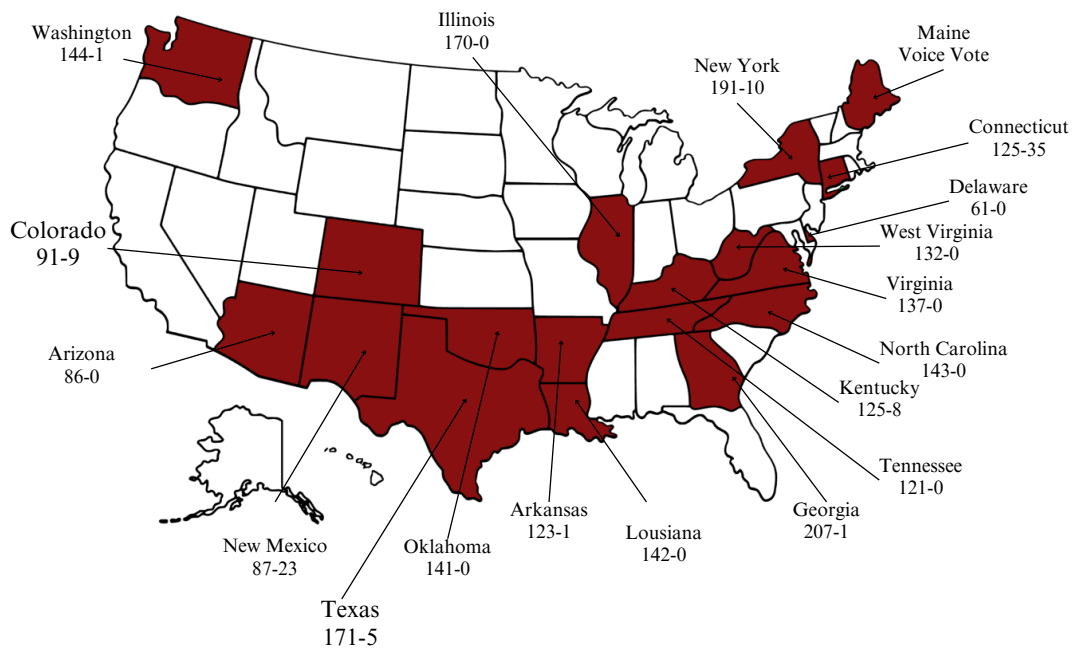 Washington
144-1
Illinois
170-0
New York
191-10
Maine
Voice Vote
Connecticut
125-35
Delaware
61-0
West Virginia
132-0
Virginia
137-0
North Carolina
143-0
Kentucky
125-8
Tennessee
121-0
Georgia
207-1
Colorado
91-9
Arizona
86-0
New Mexico
87-23
Texas
171-5
Oklahoma
141-0
Arkansas
123-1
Lousiana
142-0